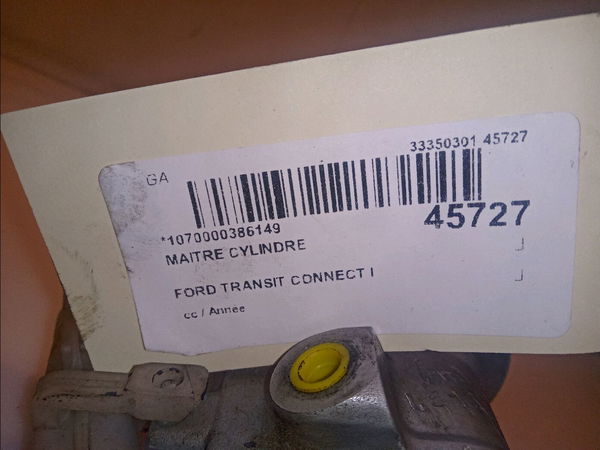 33350301 45727
GA
*1070000386149
45727
MAITRE CYLINDRE
FORD TRANSIT CONNECT I
cc / Année